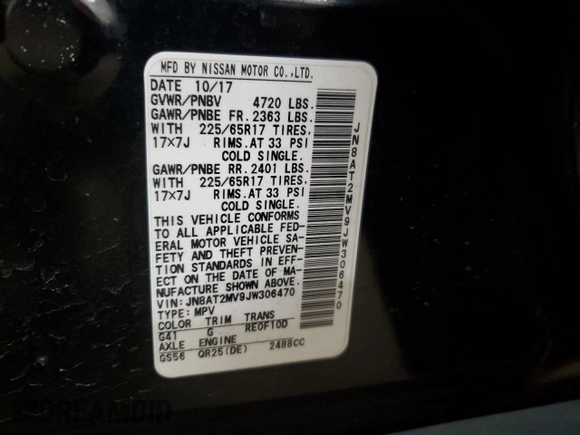 MFD BY NISSAN MOTOR CO.,LTD.
DATE 10/17
GVWR/PNBV 4720 LBS.
GAWR/PNBE FR.2363 LBS.
WITH 225/65R17 TIRES,
17×7J RIMS.AT 33 PSI
COLD SINGLE.
GAWR/PNBE RR.2401 LBS.
WITH 225/65R17 TIRES,
17×7J RIMS.AT 33 PSI
COLD SINGLE.
THIS VEHICLE CONFORMS
TO ALL APPLICABLE FED-
ERAL MOTOR VEHICLE SA-
FETY AND THEFT PREVEN-
TION STANDARDS IN EFF-
ECT ON THE DATE OF MA-
NUFACTURE SHOWN ABOVE.
VIN:JN8AT2MV9JW306470
TYPE:MPV
COLOR TRIM TRANS
G41 G RE0F10D
AXLE ENGINE
GS56 QR25(DE) 2488CC
JN8AT2MV9JW306470
DREAMBID